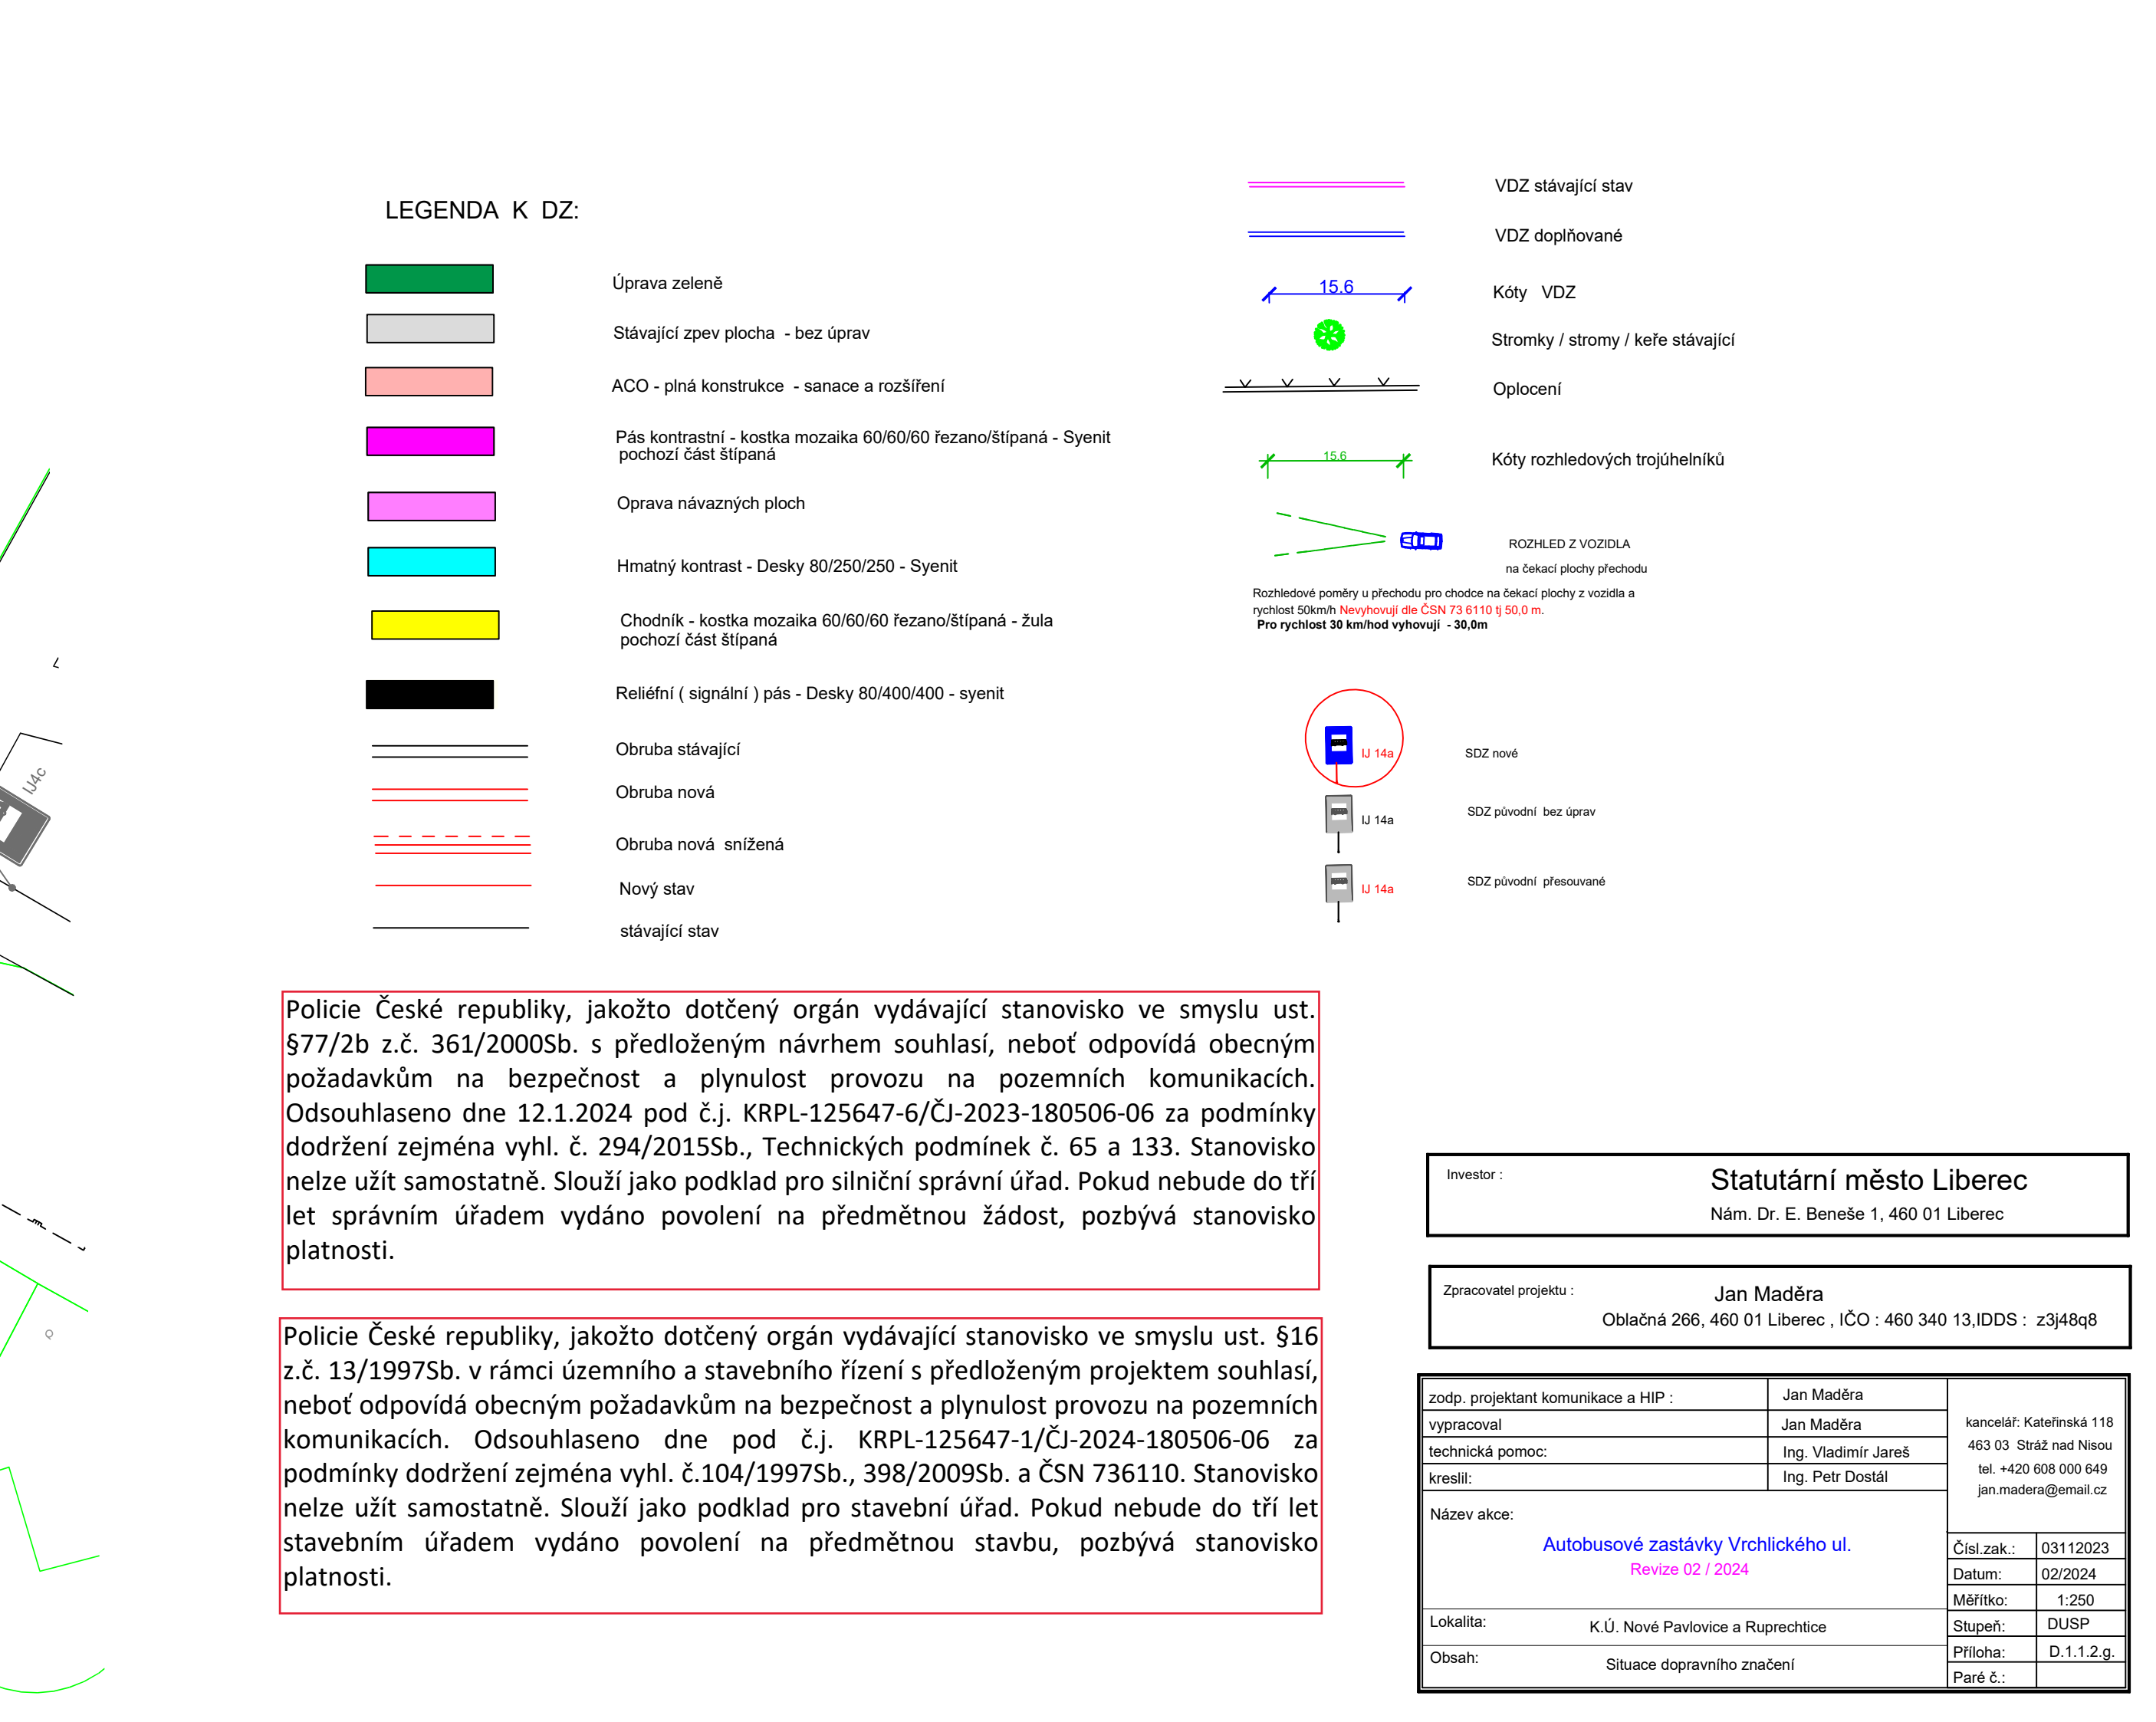 LEGENDA K DZ:
Úprava zeleně
Stávající zpev plocha - bez úprav
ACO - plná konstrukce - sanace a rozšíření
Pás kontrastní - kostka mozaika 60/60/60 řezano/štípaná - Syenit
pochozí část štípaná
Oprava návazných ploch
Hmatný kontrast - Desky 80/250/250 - Syenit
Chodník - kostka mozaika 60/60/60 řezano/štípaná - žula
pochozí část štípaná
Reliéfní ( signální ) pás - Desky 80/400/400 - syenit
Obruba stávající
Obruba nová
Obruba nová snížená
Nový stav
stávající stav
VDZ stávající stav
VDZ doplňované
15.6
Kóty VDZ
Stromky / stromy / keře stávající
Oplocení
15.6
Kóty rozhledových trojúhelníků
ROZHLED Z VOZIDLA
na čekací plochy přechodu
Rozhledové poměry u přechodu pro chodce na čekací plochy z vozidla a
rychlost 50km/h Nevyhovují dle ČSN 73 6110 tj 50,0 m.
Pro rychlost 30 km/hod vyhovují - 30,0m
IJ 14a
SDZ nové
IJ 14a
SDZ původní bez úprav
IJ 14a
SDZ původní přesouvané
IJ4c
Policie České republiky, jakožto dotčený orgán vydávající stanovisko ve smyslu ust.
§77/2b z.č. 361/2000Sb. s předloženým návrhem souhlasí, neboť odpovídá obecným
požadavkům na bezpečnost a plynulost provozu na pozemních komunikacích.
Odsouhlaseno dne 12.1.2024 pod č.j. KRPL-125647-6/ČJ-2023-180506-06 za podmínky
dodržení zejména vyhl. č. 294/2015Sb., Technických podmínek č. 65 a 133. Stanovisko
nelze užít samostatně. Slouží jako podklad pro silniční správní úřad. Pokud nebude do tří
let správním úřadem vydáno povolení na předmětnou žádost, pozbývá stanovisko
platnosti.
Policie České republiky, jakožto dotčený orgán vydávající stanovisko ve smyslu ust. §16
z.č. 13/1997Sb. v rámci územního a stavebního řízení s předloženým projektem souhlasí,
neboť odpovídá obecným požadavkům na bezpečnost a plynulost provozu na pozemních
komunikacích. Odsouhlaseno dne pod č.j. KRPL-125647-1/ČJ-2024-180506-06 za
podmínky dodržení zejména vyhl. č.104/1997Sb., 398/2009Sb. a ČSN 736110. Stanovisko
nelze užít samostatně. Slouží jako podklad pro stavební úřad. Pokud nebude do tří let
stavebním úřadem vydáno povolení na předmětnou stavbu, pozbývá stanovisko
platnosti.
Investor :
Statutární město Liberec
Nám. Dr. E. Beneše 1, 460 01 Liberec
Zpracovatel projektu :
Jan Maděra
Oblačná 266, 460 01 Liberec , IČO : 460 340 13,IDDS : z3j48q8
zodp. projektant komunikace a HIP : Jan Maděra
vypracoval Jan Maděra
technická pomoc: Ing. Vladimír Jareš
kreslil: Ing. Petr Dostál
kancelář: Kateřinská 118
463 03 Stráž nad Nisou
tel. +420 608 000 649
jan.madera@email.cz
Název akce:
Autobusové zastávky Vrchlického ul.
Revize 02 / 2024
Lokalita: K.Ú. Nové Pavlovice a Ruprechtice
Obsah: Situace dopravního značení
Čísl.zak.: 03112023
Datum: 02/2024
Měřítko: 1:250
Stupeň: DUSP
Příloha: D.1.1.2.g.
Paré č.: